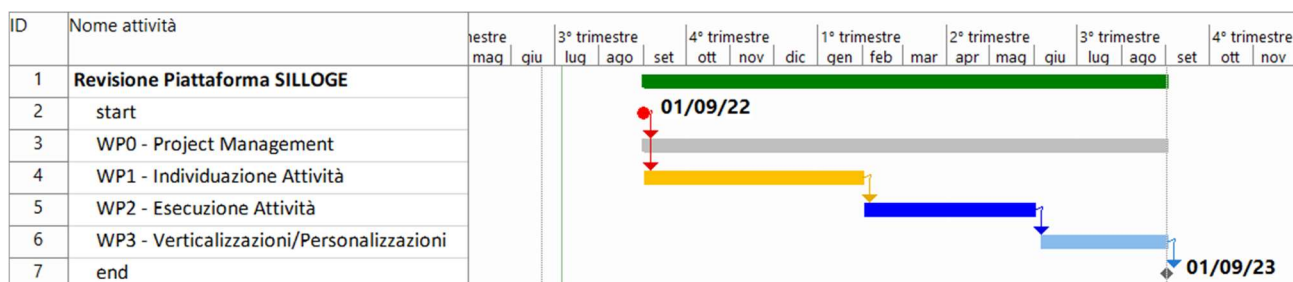 ID Nome attività
estre 3° trimestre 4° trimestre 1° trimestre 2° trimestre 3° trimestre 4° trimestre
mag giu lug ago set ott nov dic gen feb mar apr mag giu lug ago set ott nov
1 Revisione Piattaforma SILLOGE
2 start 01/09/22
3 WP0 - Project Management
4 WP1 - Individuazione Attività
5 WP2 - Esecuzione Attività
6 WP3 - Verticalizzazioni/Personalizzazioni
7 end 01/09/23